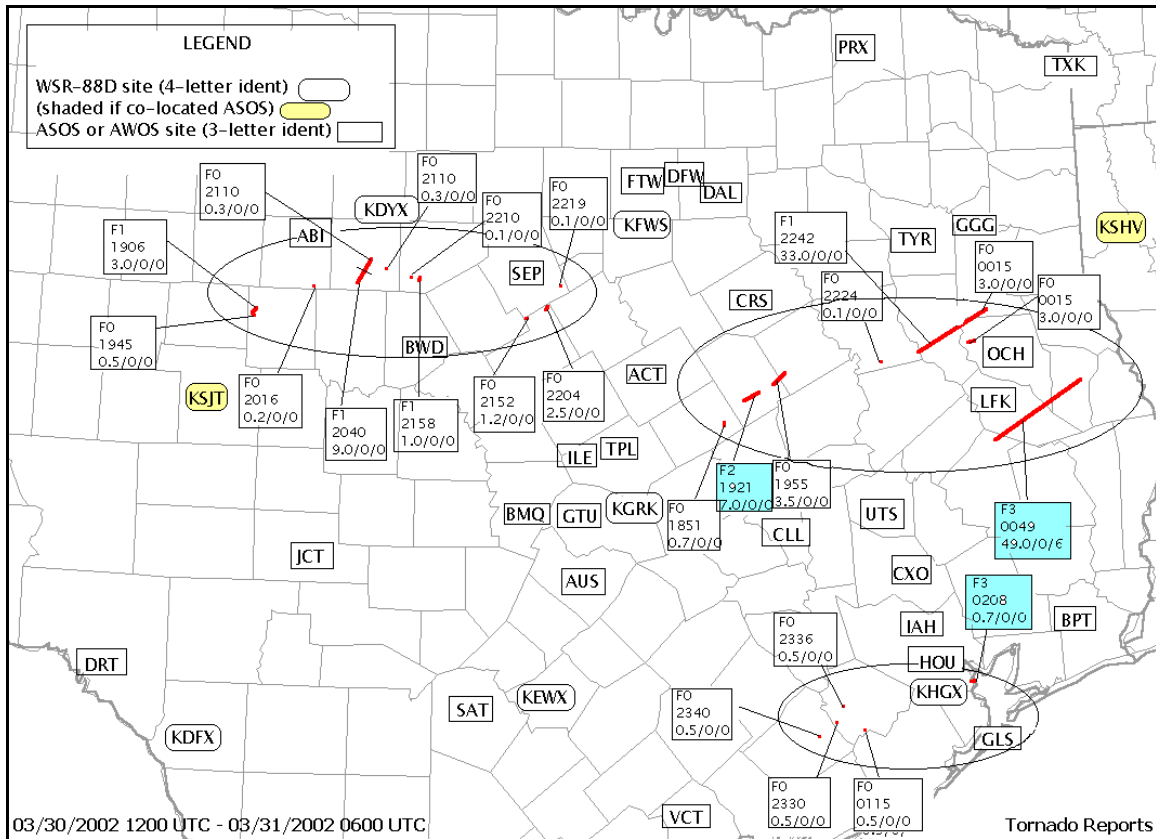 LEGEND
WSR-88D site (4-letter ident)
(shaded if co-located ASOS)
ASOS or AWOS site (3-letter ident)
PRX
TXK
F0
2110
0.3/0/0
F0
2110
0.3/0/0
KDYX
F0
2210
0.1/0/0
F0
2219
0.1/0/0
FTW
DFW
DAL
KFWS
F1
1906
3.0/0/0
ABI
SEP
F1
2242
33.0/0/0
TYR
GGG
KSHV
F0
0015
3.0/0/0
F0
2224
0.1/0/0
F0
0015
3.0/0/0
CRS
F0
1945
0.5/0/0
BWD
OCH
ACT
KSJT
F0
2016
0.2/0/0
F1
2040
9.0/0/0
F1
2158
1.0/0/0
F0
2152
1.2/0/0
F0
2204
2.5/0/0
LFK
ILE
TPL
F0
1851
0.7/0/0
F2
1921
7.0/0/0
F0
1955
3.5/0/0
BMQ
GTU
KGRK
CLL
UTS
F3
0049
49.0/0/6
JCT
AUS
CXO
F3
0208
0.7/0/0
IAH
BPT
F0
2336
0.5/0/0
HOU
DRT
SAT
KEWX
F0
2340
0.5/0/0
KHGX
KDFX
GLS
F0
2330
0.5/0/0
F0
0115
0.5/0/0
VCT
03/30/2002 1200 UTC - 03/31/2002 0600 UTC
Tornado Reports